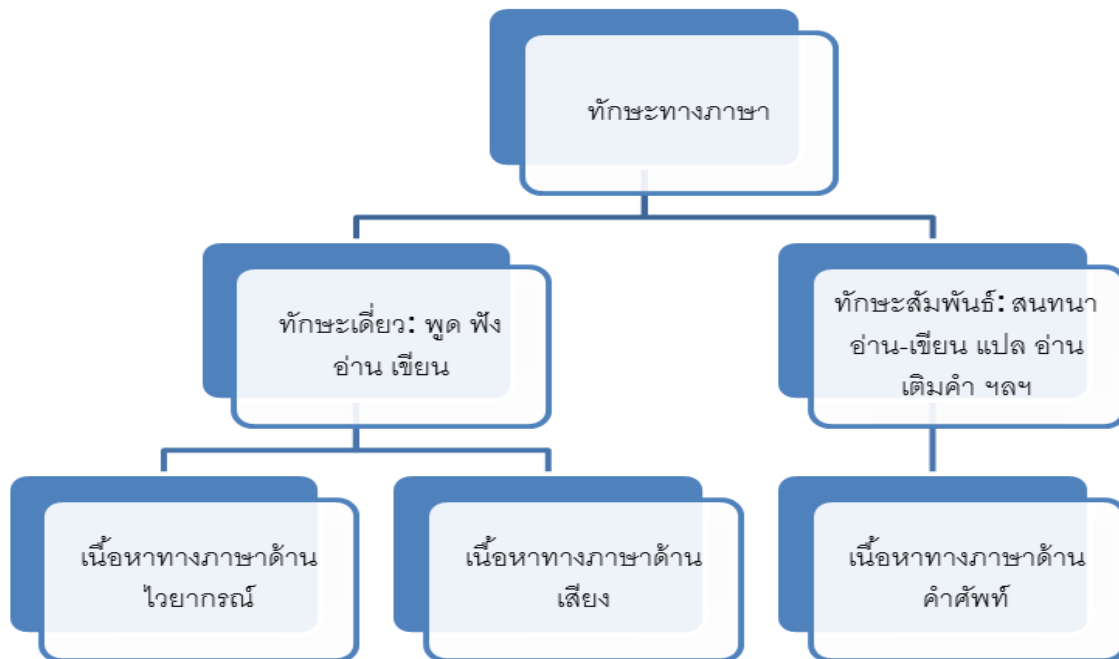 ทักษะทางภาษา
ทักษะเดี่ยว: พูด ฟัง
อ่าน เขียน
ทักษะสัมพันธ์: สนทนา
อ่าน-เขียน แปล อ่าน
เติมคำ ฯลฯ
เนื้อหาทางภาษาด้าน
ไวยากรณ์
เนื้อหาทางภาษาด้าน
เสียง
เนื้อหาทางภาษาด้าน
คำศัพท์